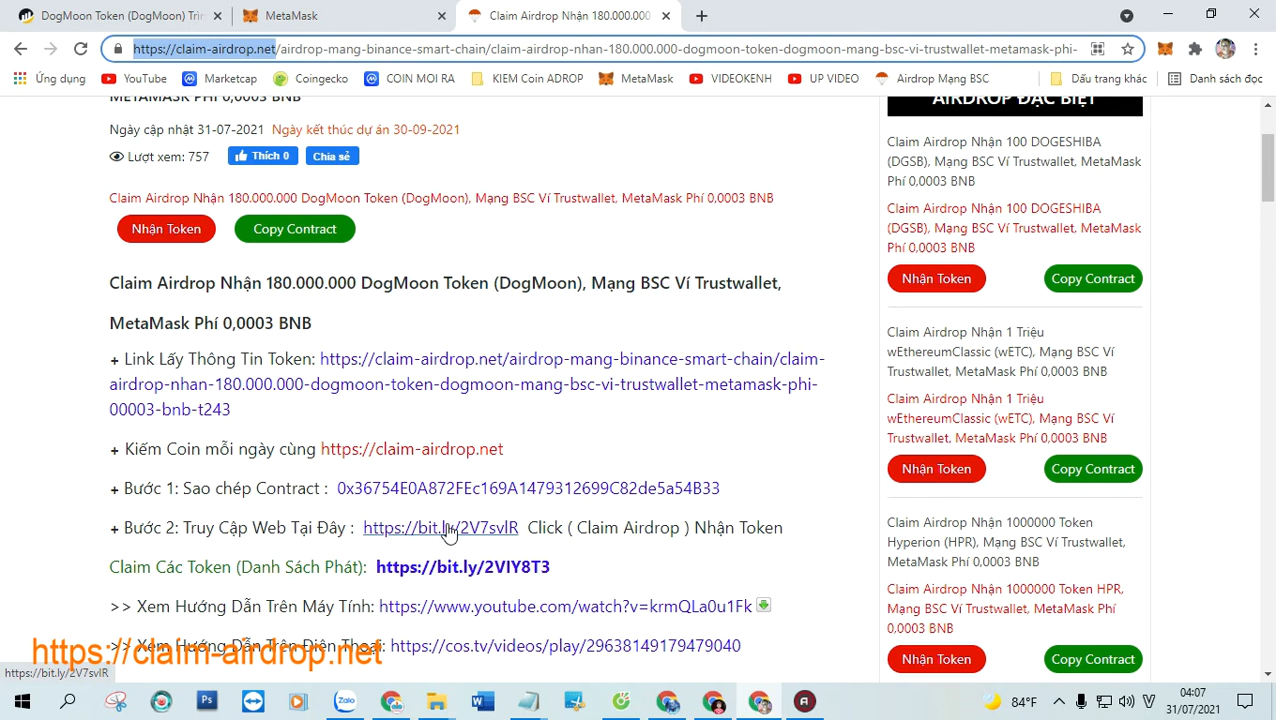 DogMoon Token (DogMoon) Tri
MetaMask
Claim Airdrop Nhận 180.000.000
https://claim-airdrop.net/airdrop-mang-binance-smart-chain/claim-airdrop-nhan-180.000.000-dogmoon-token-dogmoon-mang-bsc-vi-trustwallet-metamask-phi-
Ứng dụng
YouTube
Marketcap
Coingecko
COIN MOI RA
KIEM Coin ADROP
MetaMask
VIDEOKENH
UP VIDEO
Airdrop Mạng BSC
Dấu trang khác
Danh sách đọc
METAMASK PHÍ 0,0003 BNB
Ngày cập nhật 31-07-2021 Ngày kết thúc dự án 30-09-2021
Lượt xem: 757
Thích 0
Chia sẻ
Claim Airdrop Nhận 180.000.000 DogMoon Token (DogMoon), Mạng BSC Ví Trustwallet, MetaMask Phí 0,0003 BNB
Nhận Token
Copy Contract
Claim Airdrop Nhận 180.000.000 DogMoon Token (DogMoon), Mạng BSC Ví Trustwallet,
MetaMask Phí 0,0003 BNB
+ Link Lấy Thông Tin Token: https://claim-airdrop.net/airdrop-mang-binance-smart-chain/claim-
airdrop-nhan-180.000.000-dogmoon-token-dogmoon-mang-bsc-vi-trustwallet-metamask-phi-
00003-bnb-t243
+ Kiếm Coin mỗi ngày cùng https://claim-airdrop.net
+ Bước 1: Sao chép Contract : 0x36754E0A872FEc169A1479312699C82de5a54B33
+ Bước 2: Truy Cập Web Tại Đây : https://bit.ly/2V7svlR Click ( Claim Airdrop ) Nhận Token
Claim Các Token (Danh Sách Phát): https://bit.ly/2VIY8T3
>> Xem Hướng Dẫn Trên Máy Tính: https://www.youtube.com/watch?v=krmQLa0u1Fk
>> Xem Hướng Dẫn Trên Điện Thoại: https://cos.tv/videos/play/29638149179479040
https://claim-airdrop.net
https://bit.ly/2V7svlR
AIRDROP ĐẶC BIỆT
Claim Airdrop Nhận 100 DOGESHIBA
(DGSB), Mạng BSC Ví Trustwallet, MetaMask
Phí 0,0003 BNB
Claim Airdrop Nhận 100 DOGESHIBA
(DGSB), Mạng BSC Ví Trustwallet, MetaMask
Phí 0,0003 BNB
Nhận Token
Copy Contract
Claim Airdrop Nhận 1 Triệu
wEthereumClassic (wETC), Mạng BSC Ví
Trustwallet, MetaMask Phí 0,0003 BNB
Claim Airdrop Nhận 1 Triệu
wEthereumClassic (wETC), Mạng BSC Ví
Trustwallet, MetaMask Phí 0,0003 BNB
Nhận Token
Copy Contract
Claim Airdrop Nhận 1000000 Token
Hyperion (HPR), Mạng BSC Ví Trustwallet,
MetaMask Phí 0,0003 BNB
Claim Airdrop Nhận 1000000 Token HPR,
Mạng BSC Ví Trustwallet, MetaMask Phí
0,0003 BNB
Nhận Token
Copy Contract
Ps
Zalo
84°F
04:07
31/07/2021